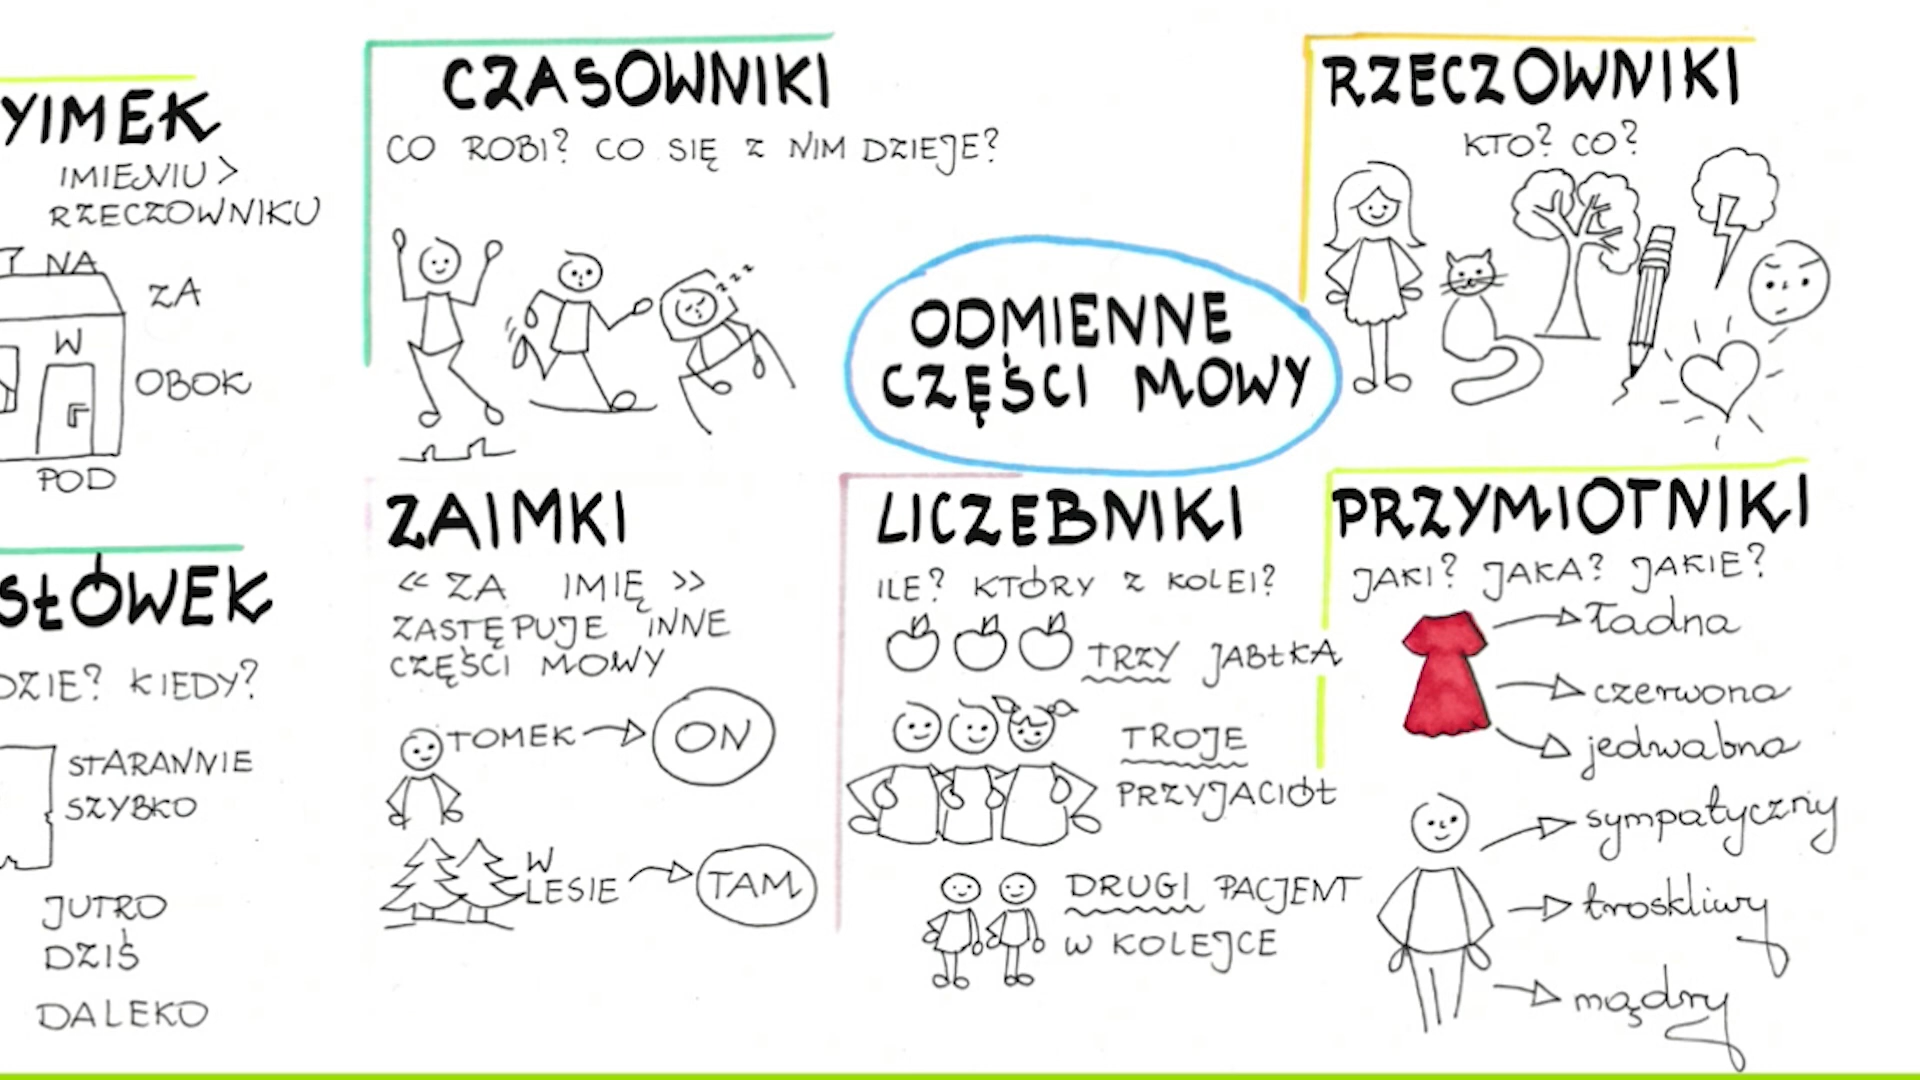 YIMEK
IMIENIU >
RZECZOWNIKU
NA
ZA
W
OBOK
POD
SŁÓWEK
DZIE? KIEDY?
STARANNIE
SZYBKO
JUTRO
DZIŚ
DALEKO
CZASOWNIKI
CO ROBI? CO SIĘ Z NIM DZIEJE?
zzz
ODMIENNE
CZĘŚCI MOWY
RZECZOWNIKI
KTO? CO?
ZAIMKI
<< ZA IMIĘ >>
ZASTĘPUJE INNE
CZĘŚCI MOWY
TOMEK
ON
W
LESIE
TAM
LICZEBNIKI
ILE? KTÓRY Z KOLEI?
TRZY JABŁKA
TROJE
PRZYJACIÓŁ
DRUGI PACJENT
W KOLEJCE
PRZYMIOTNIKI
JAKI? JAKA? JAKIE?
ładna
czerwona
jedwabna
sympatyczny
troskliwy
mądry